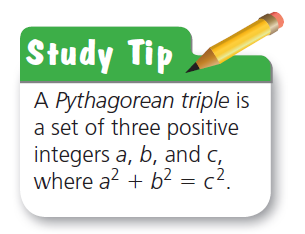 Study Tip
A Pythagorean triple is
a set of three positive
integers a, b, and c,
where a² + b² = c².